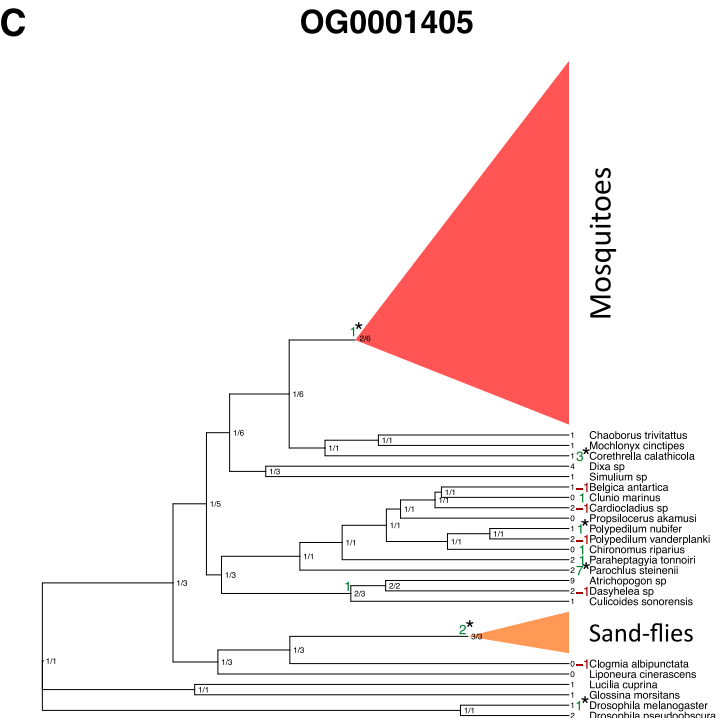 C
OG0001405
Mosquitoes
1*
2/6
1/6
1/6
1 Chaoborus trivitattus
1/1
1 Mochlonyx cinctipes
1/1
1 3* Corethrella calathicola
4 Dixa sp
1/3
1 Simulium sp
1 –1 Belgica antartica
1/1
0 1 Clunio marinus
1/1
1/5
2 –1 Cardiocladius sp
0 Propsilocerus akamusi
1/1
1 1* Polypedilum nubifer
1/1
2 –1 Polypedilum vanderplanki
1/1
1/1
0 1 Chironomus riparius
1/1
2 1 Paraheptagyia tonnoiri
2 7* Parochlus steinenii
1/3
1/3
9 Atrichopogon sp
1
2/2
2/3
2 –1 Dasyhelea sp
1 Culicoides sonorensis
2*
3/3
Sand-flies
1/3
1/3
1/1
0 –1 Clogmia albipunctata
0 Liponeura cinerascens
1 Lucilia cuprina
1/1
1 Glossina morsitans
1 1* Drosophila melanogaster
1/1
2 Drosophila pseudoobscura